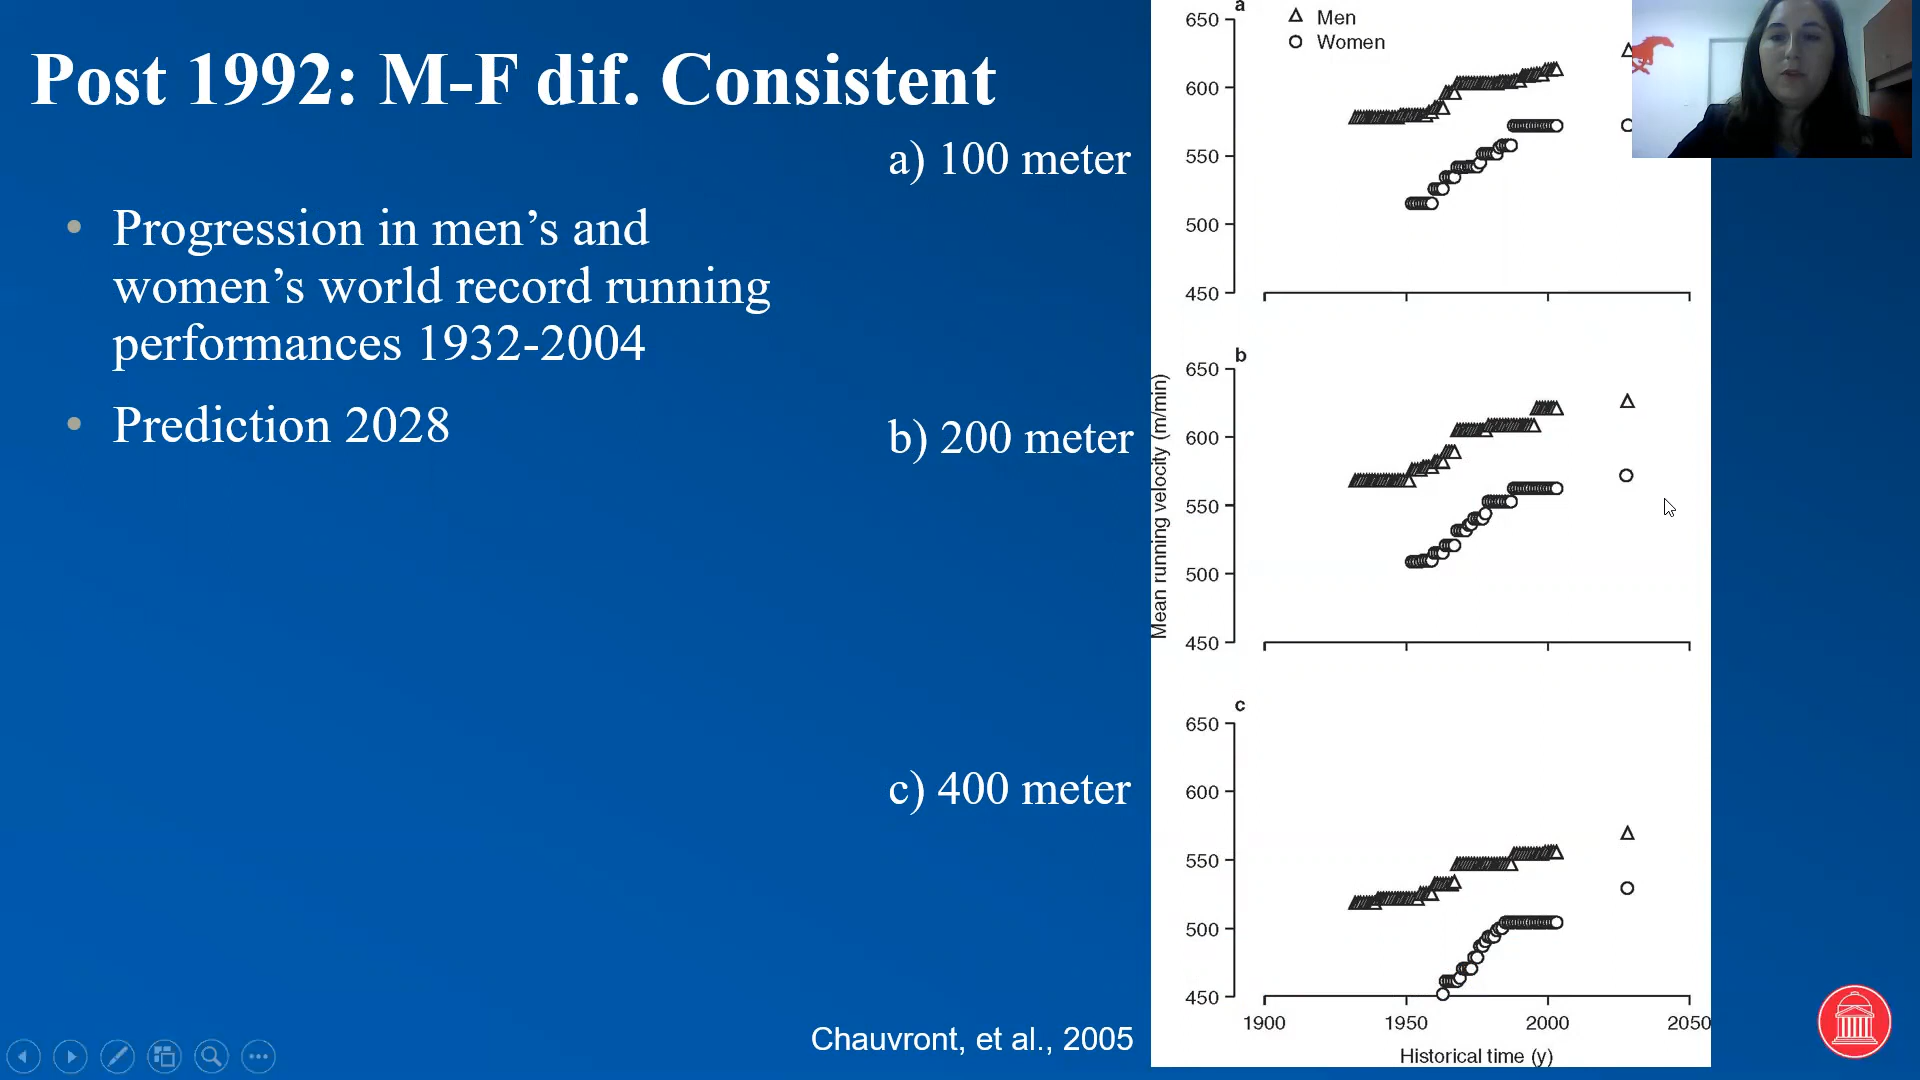 Post 1992: M-F dif. Consistent
a) 100 meter
• Progression in men’s and
women’s world record running
performances 1932-2004
• Prediction 2028
b) 200 meter
c) 400 meter
Chauvront, et al., 2005
a
Men
Women
650
600
550
500
450
b
650
600
550
500
450
Mean running velocity (m/min)
c
650
600
550
500
450
1900 1950 2000 2050
Historical time (y)